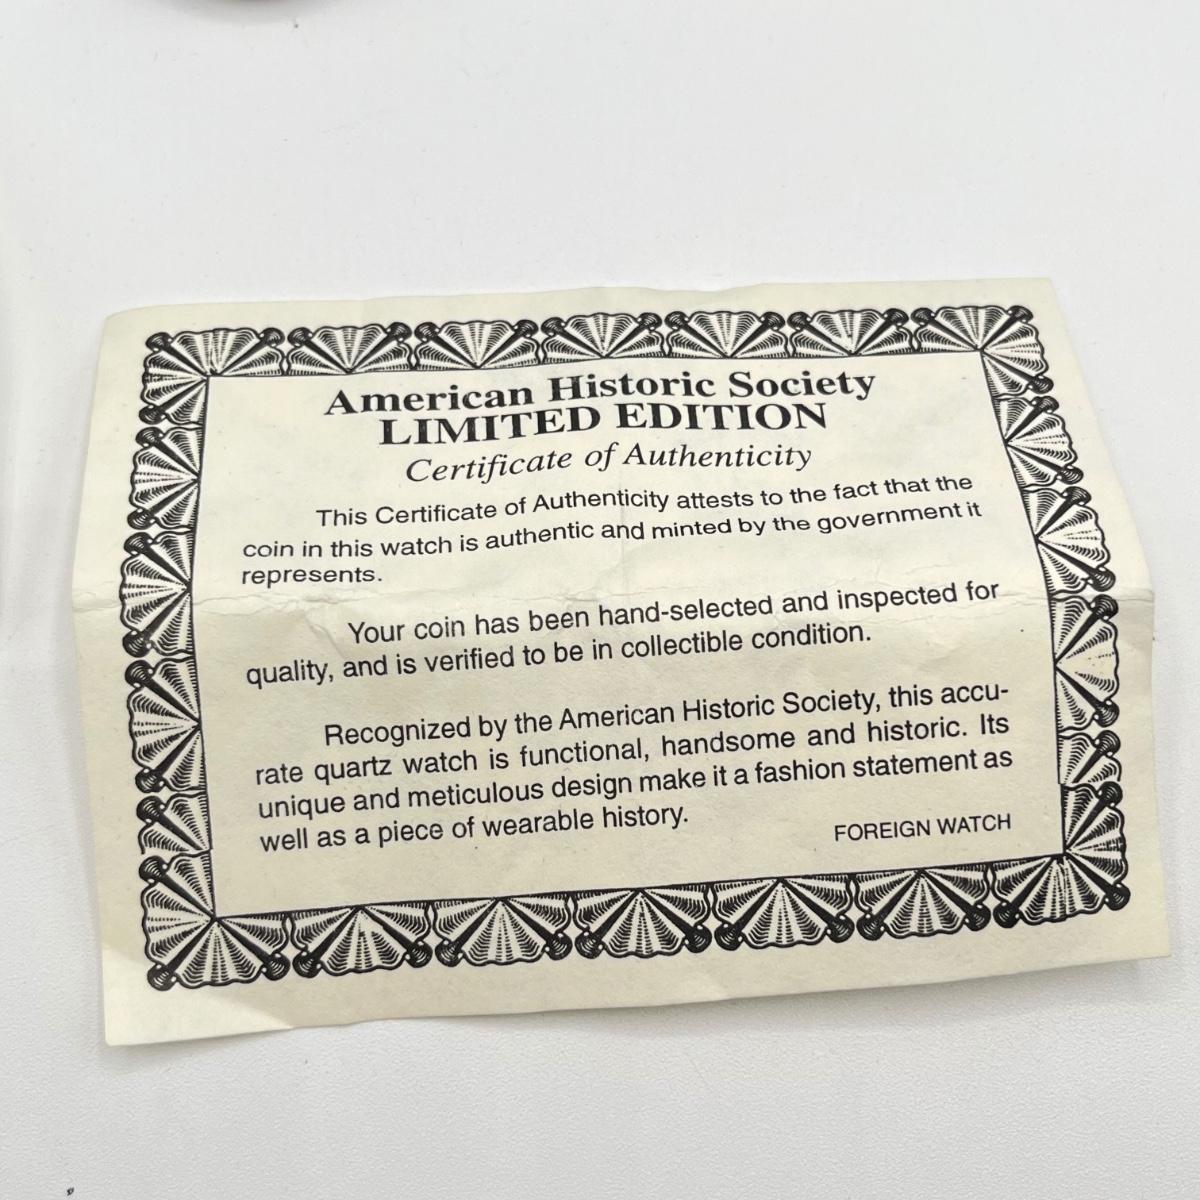 American Historic Society
LIMITED EDITION
Certificate of Authenticity
This Certificate of Authenticity attests to the fact that the
coin in this watch is authentic and minted by the government it
represents.
Your coin has been hand-selected and inspected for
quality, and is verified to be in collectible condition.
Recognized by the American Historic Society, this accu-
rate quartz watch is functional, handsome and historic. Its
unique and meticulous design make it a fashion statement as
well as a piece of wearable history.
FOREIGN WATCH